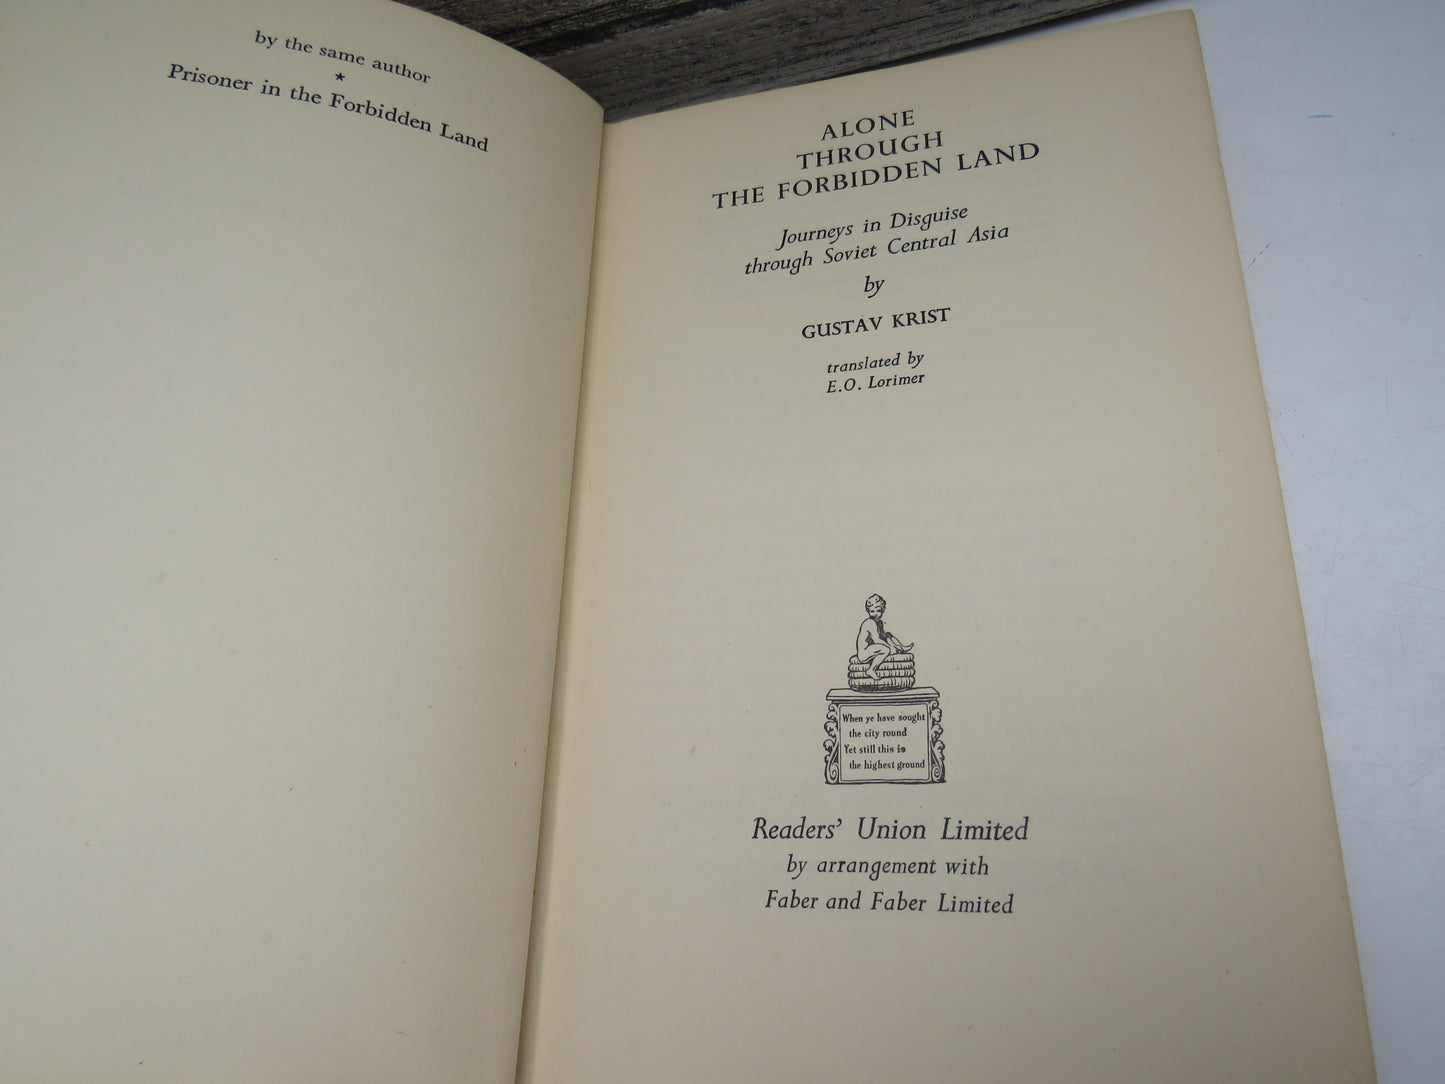 by the same author
★
Prisoner in the Forbidden Land
ALONE
THROUGH
THE FORBIDDEN LAND
Journeys in Disguise
through Soviet Central Asia
by
GUSTAV KRIST
translated by
E.O. Lorimer
When ye have sought
the city round
Yet still this is
the highest ground
Readers' Union Limited
by arrangement with
Faber and Faber Limited